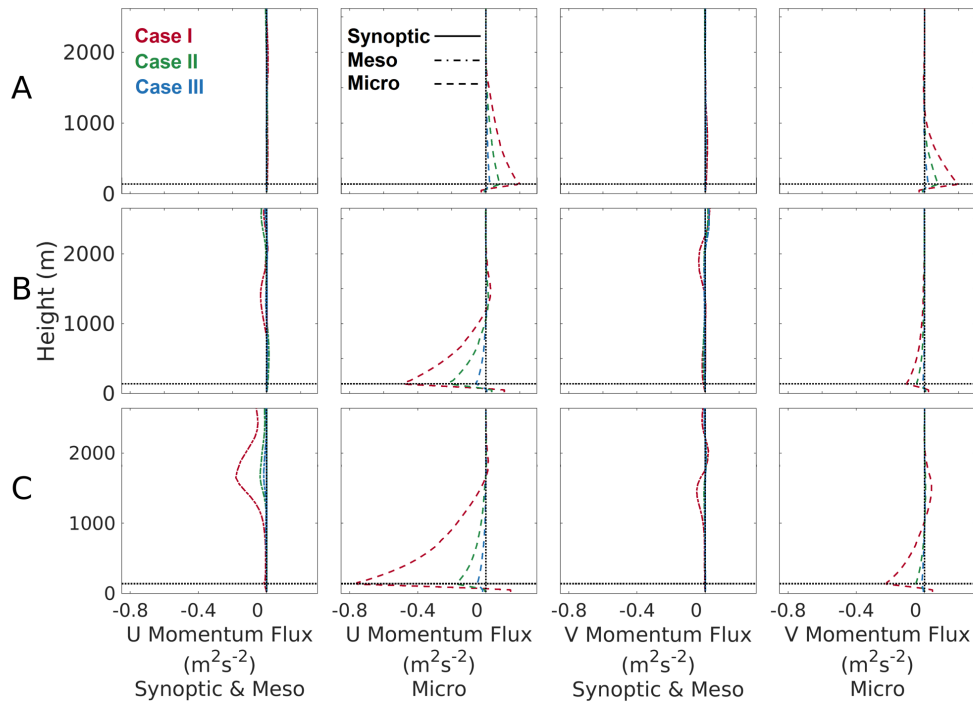 A
Case I
Case II
Case III
Synoptic
Meso
Micro
2000
1000
0
B
Height (m)
2000
1000
0
C
2000
1000
0
-0.8 -0.4 0 -0.8 -0.4 0 -0.8 -0.4 0 -0.8 -0.4 0
U Momentum Flux
(m²s⁻²)
Synoptic & Meso
U Momentum Flux
(m²s⁻²)
Micro
V Momentum Flux
(m²s⁻²)
Synoptic & Meso
V Momentum Flux
(m²s⁻²)
Micro